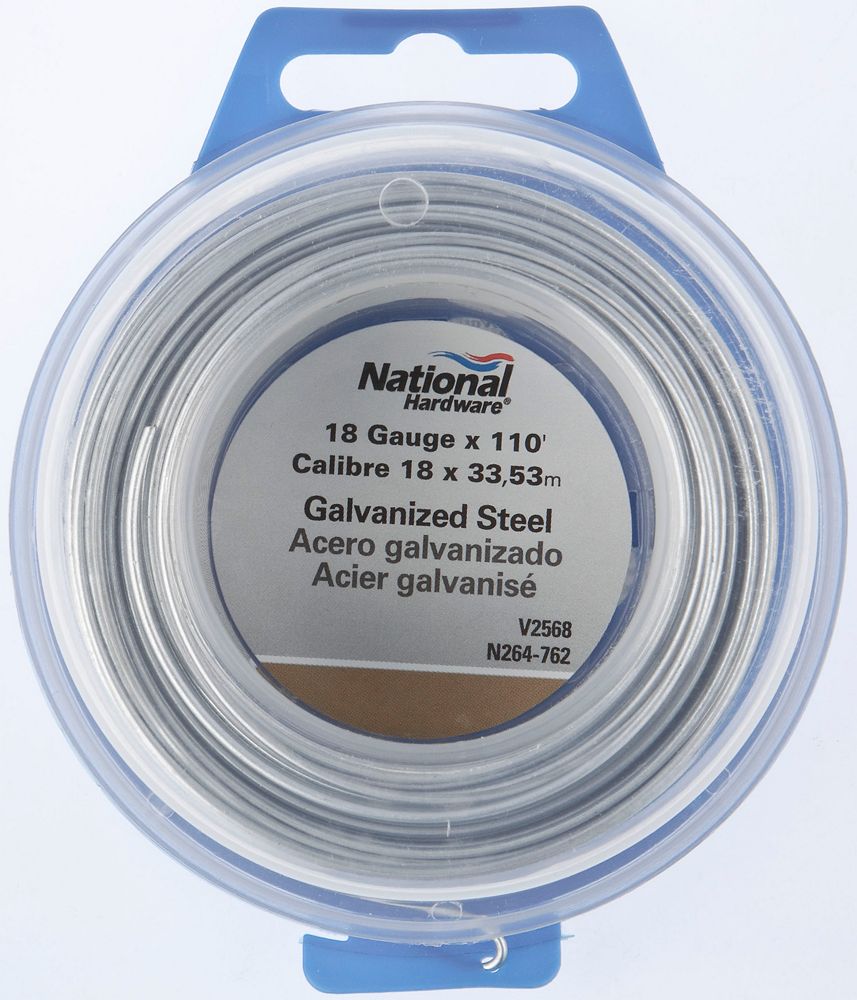 National
Hardware®
18 Gauge x 110'
Calibre 18 x 33,53m
Galvanized Steel
Acero galvanizado
Acier galvanisé
V2568
N264-762